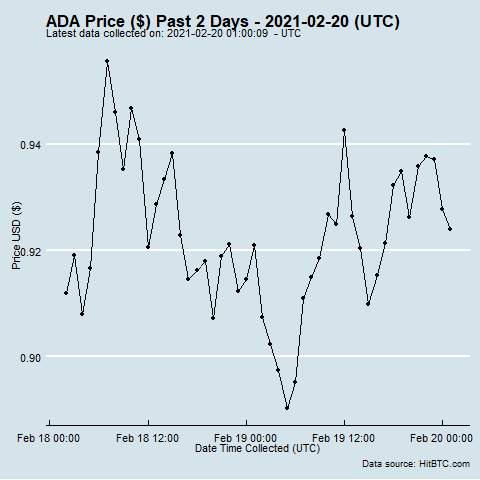 ADA Price ($) Past 2 Days - 2021-02-20 (UTC)
Latest data collected on: 2021-02-20 01:00:09  - UTC
0.94
0.92
0.90
Price USD ($)
Feb 18 00:00 Feb 18 12:00 Feb 19 00:00 Feb 19 12:00 Feb 20 00:00
Date Time Collected (UTC)
Data source: HitBTC.com